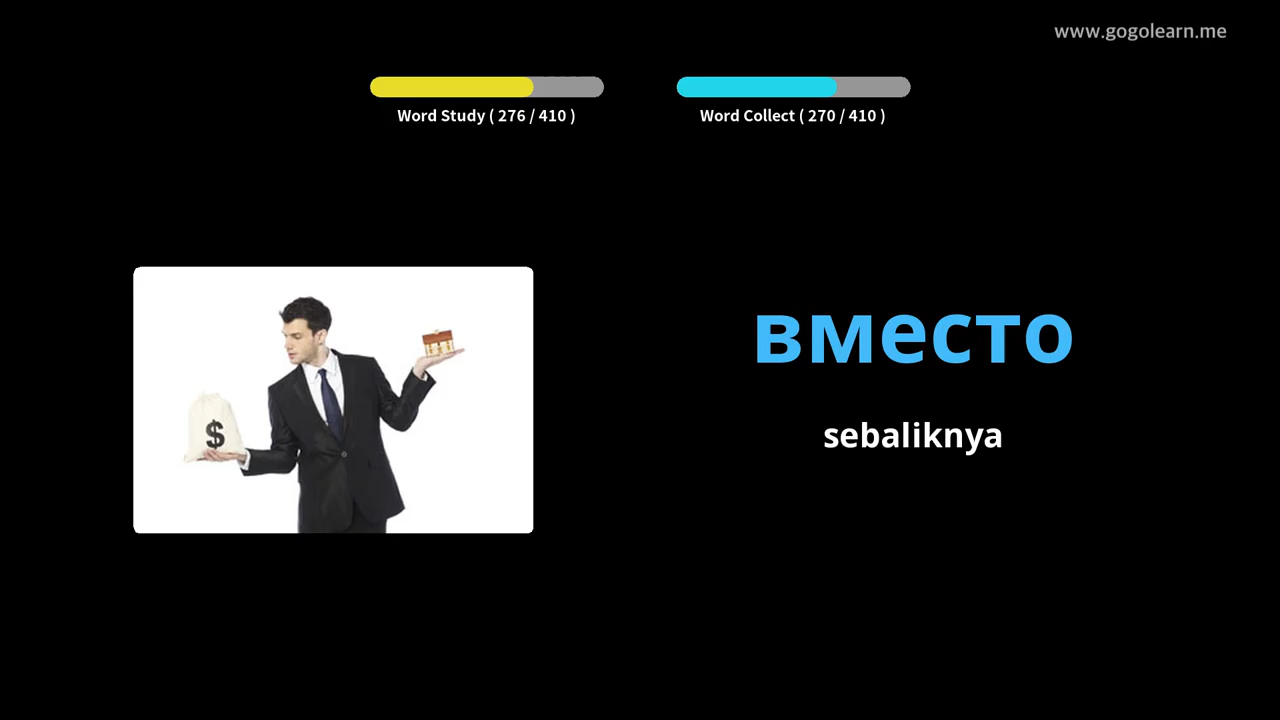 www.gogolearn.me
Word Study ( 276 / 410 )
Word Collect ( 270 / 410 )
вместо
sebaliknya
$